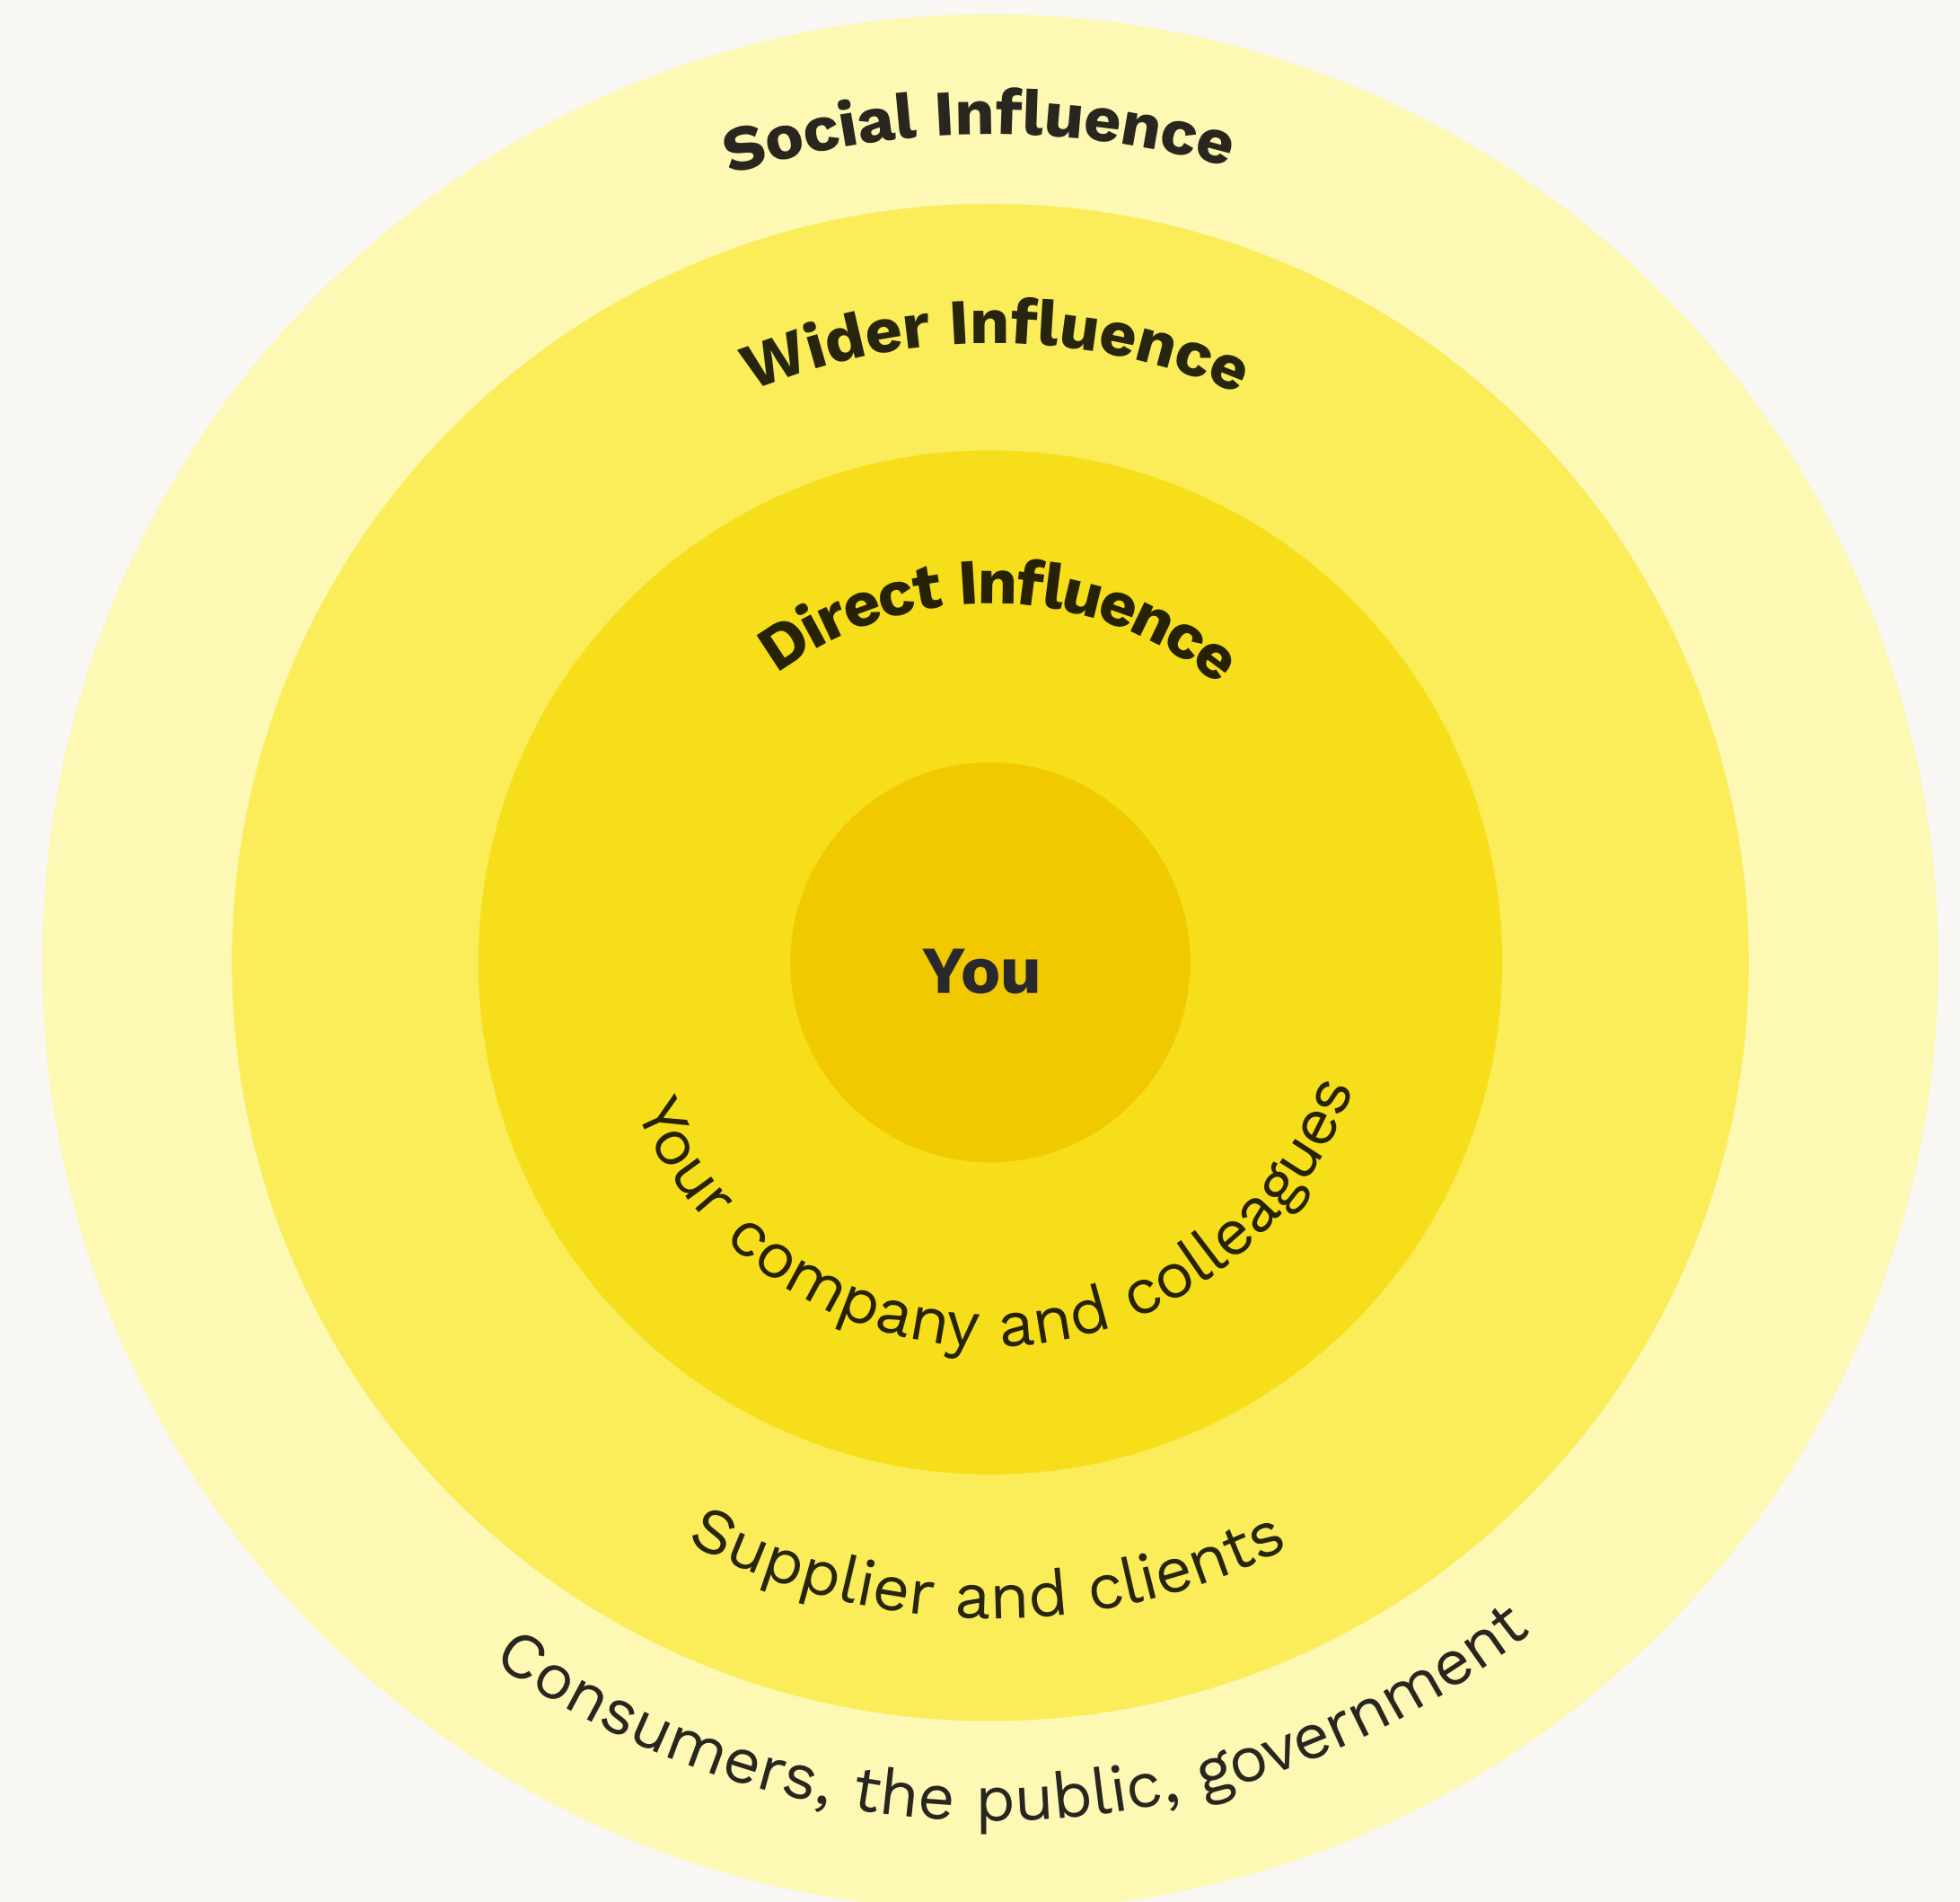 Social Influence
Wider Influence
Direct Influence
You
Your company and colleagues
Supplier and clients
Consumers, the public, government